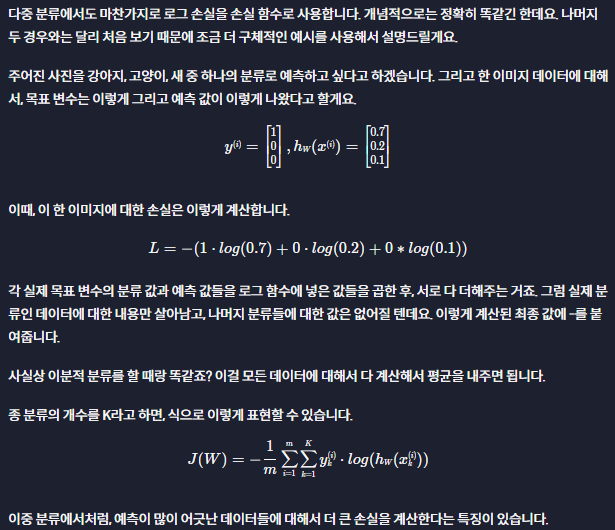 다중 분류에서도 마찬가지로 로그 손실을 손실 함수로 사용합니다. 개념적으로는 정확히 똑같긴 한데요. 나머지
두 경우와는 달리 처음 보기 때문에 조금 더 구체적인 예시를 사용해서 설명드릴게요.
주어진 사진을 강아지, 고양이, 새 중 하나의 분류로 예측하고 싶다고 하겠습니다. 그리고 한 이미지 데이터에 대해
서, 목표 변수는 이렇게 그리고 예측 값이 이렇게 나왔다고 할게요.
y^{(i)} = [1 0 0], h_W(x^{(i)}) = [0.7 0.2 0.1]
이때, 이 한 이미지에 대한 손실은 이렇게 계산합니다.
L = −(1 · log(0.7) + 0 · log(0.2) + 0 ∗ log(0.1))
각 실제 목표 변수의 분류 값과 예측 값들을 로그 함수에 넣은 값들을 곱한 후, 서로 다 더해주는 거죠. 그럼 실제 분
류인 데이터에 대한 내용만 살아남고, 나머지 분류들에 대한 값은 없어질 텐데요. 이렇게 계산된 최종 값에 -를 붙
여줍니다.
사실상 이분적 분류를 할 때랑 똑같죠? 이걸 모든 데이터에 대해서 다 계산해서 평균을 내주면 됩니다.
종 분류의 개수를 K라고 하면, 식으로 이렇게 표현할 수 있습니다.
J(W) = −\frac{1}{m} \sum_{i=1}^{m} \sum_{k=1}^{K} y_k^{(i)} · log(h_W(x_k^{(i)}))
이중 분류에서처럼, 예측이 많이 어긋난 데이터들에 대해서 더 큰 손실을 계산한다는 특징이 있습니다.